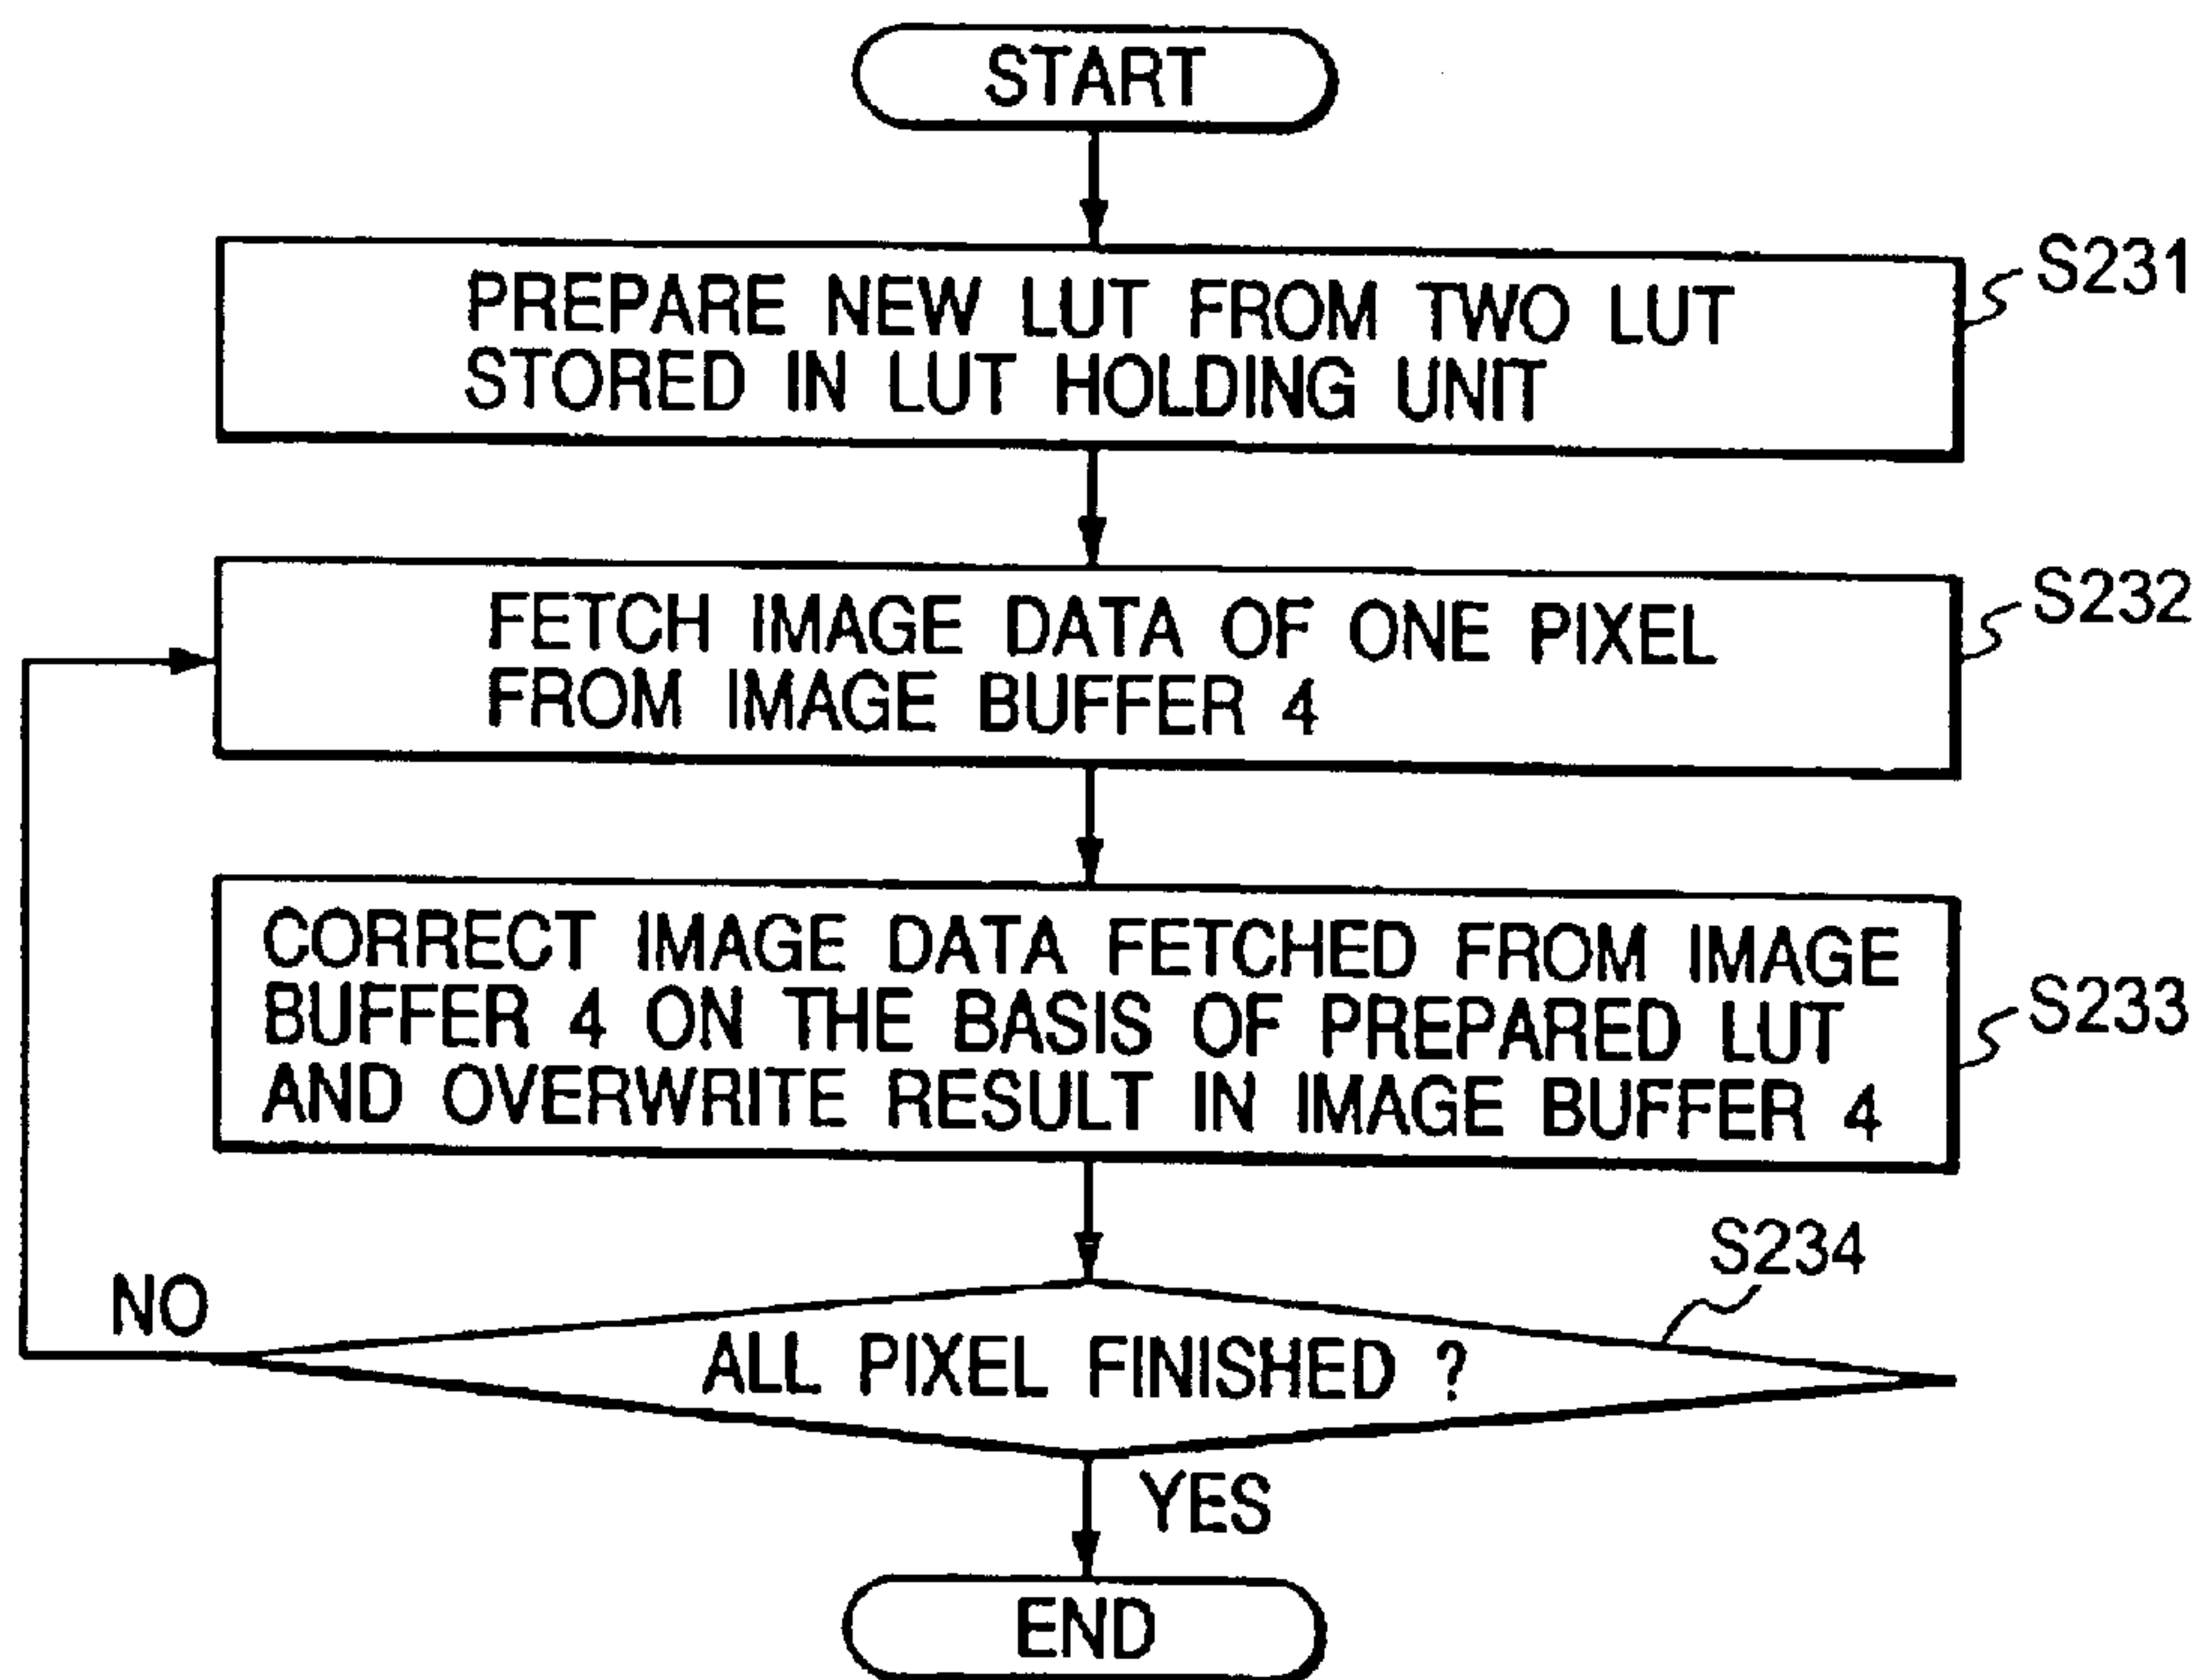 START
PREPARE NEW LUT FROM TWO LUT
STORED IN LUT HOLDING UNIT
S231
FETCH IMAGE DATA OF ONE PIXEL
FROM IMAGE BUFFER 4
S232
CORRECT IMAGE DATA FETCHED FROM IMAGE
BUFFER 4 ON THE BASIS OF PREPARED LUT
AND OVERWRITE RESULT IN IMAGE BUFFER 4
S233
S234
NO
ALL PIXEL FINISHED ?
YES
END